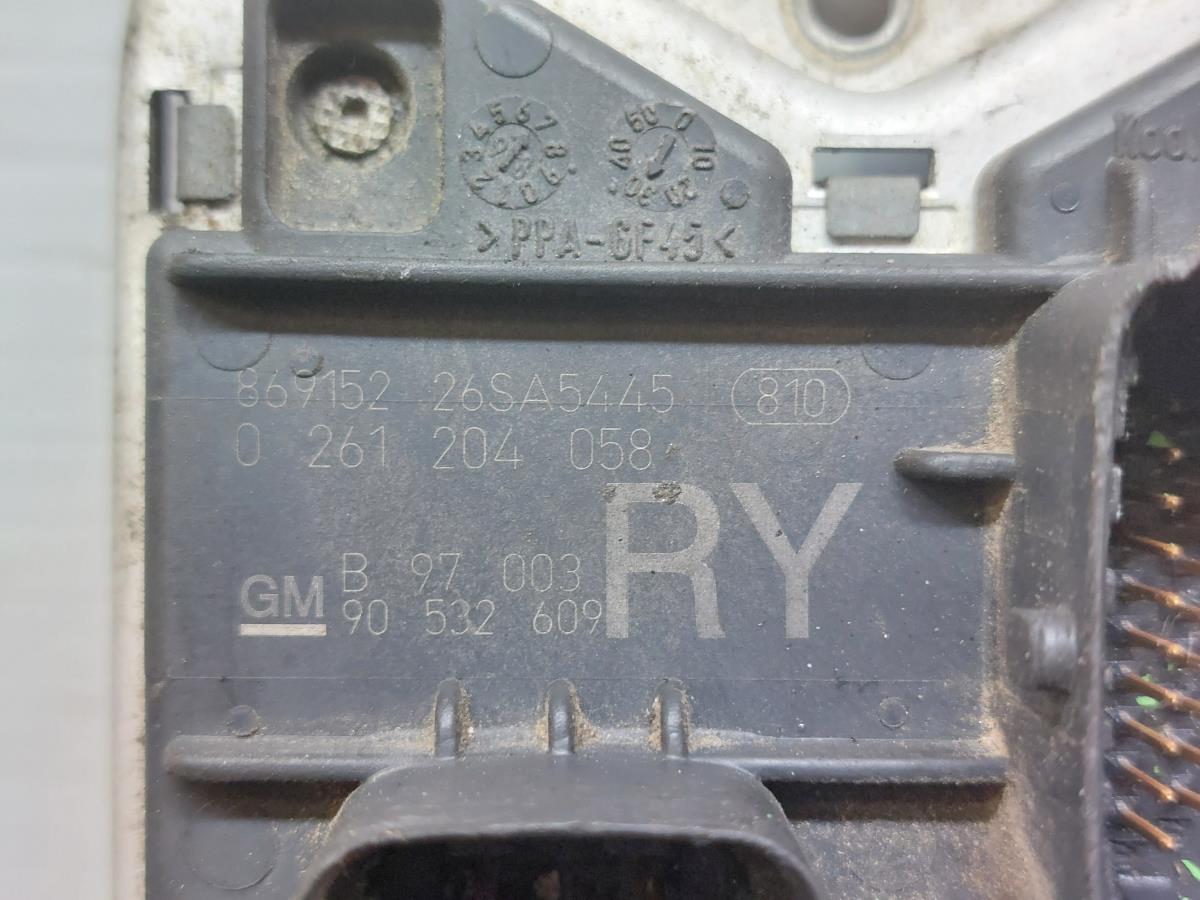 >PPA-GF45<
869152 26SA5445 810
0 261 204 058
RY
B 97 003
GM
90 532 609